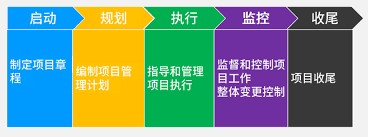 启动
规划
执行
监控
收尾
制定项目章
程
编制项目管
理计划
指导和管理
项目执行
监督和控制项
目工作
整体变更控制
项目收尾